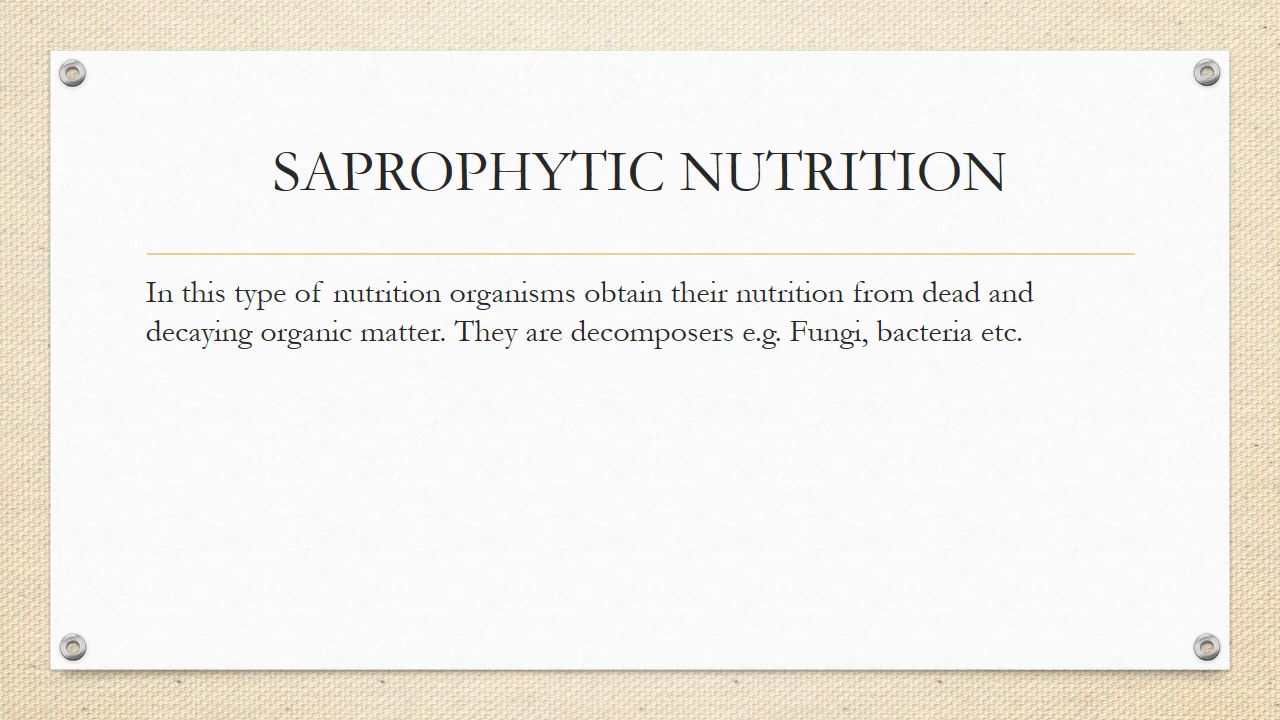 SAPROPHYTIC NUTRITION
In this type of nutrition organisms obtain their nutrition from dead and
decaying organic matter. They are decomposers e.g. Fungi, bacteria etc.